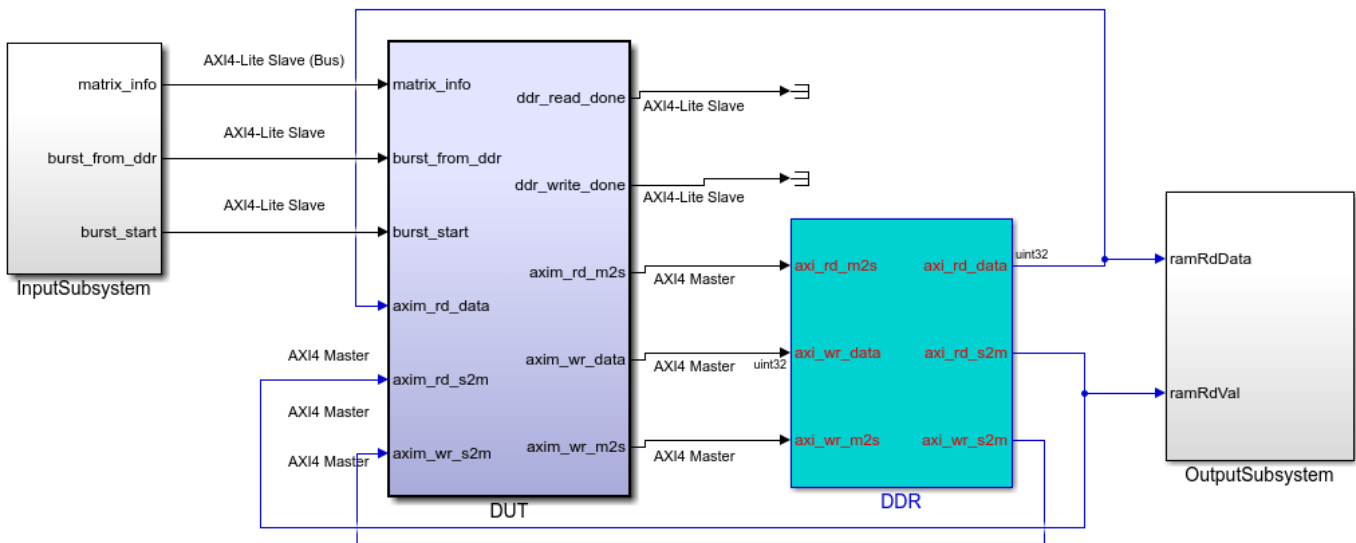 AXI4-Lite Slave (Bus)
matrix_info
matrix_info
ddr_read_done
AXI4-Lite Slave
AXI4-Lite Slave
burst_from_ddr
burst_from_ddr
ddr_write_done
AXI4-Lite Slave
AXI4-Lite Slave
burst_start
burst_start
InputSubsystem
axim_rd_m2s
AXI4 Master
axi_rd_m2s
axi_rd_data
uint32
ramRdData
axim_rd_data
AXI4 Master
axim_wr_data
AXI4 Master
uint32
axi_wr_data
axi_rd_s2m
axim_rd_s2m
ramRdVal
AXI4 Master
axim_wr_s2m
AXI4 Master
axim_wr_m2s
AXI4 Master
axi_wr_m2s
axi_wr_s2m
OutputSubsystem
DUT
DDR